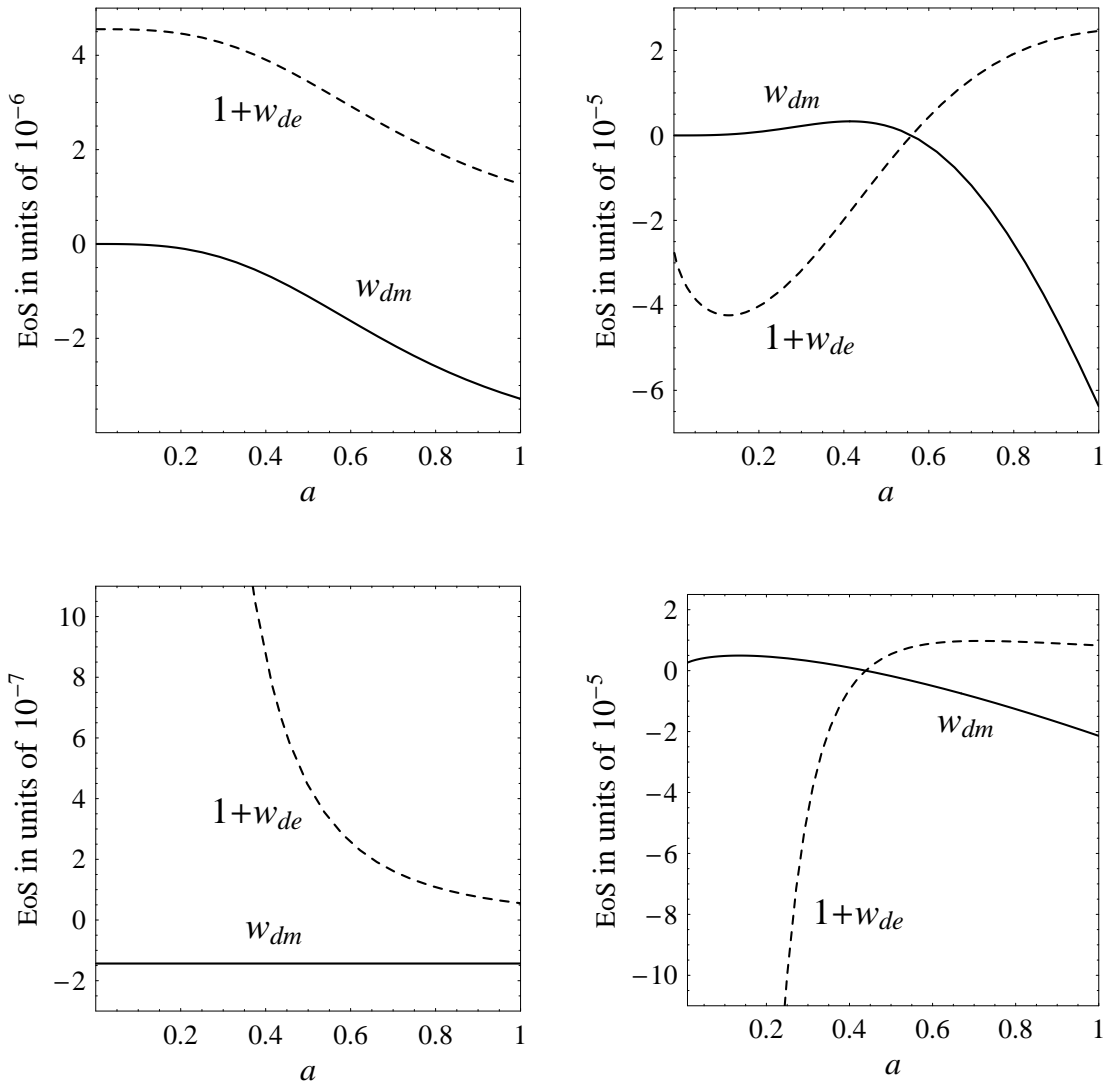 EoS in units of 10⁻⁶
4
2
0
−2
1+w_de
w_dm
0.2 0.4 0.6 0.8 1
a
EoS in units of 10⁻⁵
2
0
−2
−4
−6
w_dm
1+w_de
0.2 0.4 0.6 0.8 1
a
EoS in units of 10⁻⁷
10
8
6
4
2
0
−2
1+w_de
w_dm
0.2 0.4 0.6 0.8 1
a
EoS in units of 10⁻⁵
2
0
−2
−4
−6
−8
−10
w_dm
1+w_de
0.2 0.4 0.6 0.8 1
a